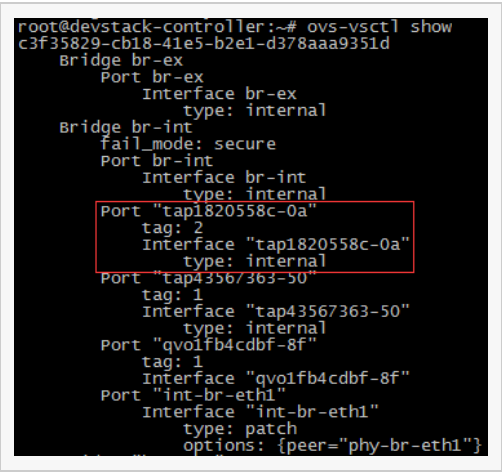 root@devstack-controller:~# ovs-vsctl show
c3f35829-cb18-41e5-b2e1-d378aaa9351d
Bridge br-ex
Port br-ex
Interface br-ex
type: internal
Bridge br-int
fail_mode: secure
Port br-int
Interface br-int
type: internal
Port "tap1820558c-0a"
tag: 2
Interface "tap1820558c-0a"
type: internal
Port "tap43567363-50"
tag: 1
Interface "tap43567363-50"
type: internal
Port "qvo1fb4cdbf-8f"
tag: 1
Interface "qvo1fb4cdbf-8f"
Port "int-br-eth1"
Interface "int-br-eth1"
type: patch
options: {peer="phy-br-eth1"}